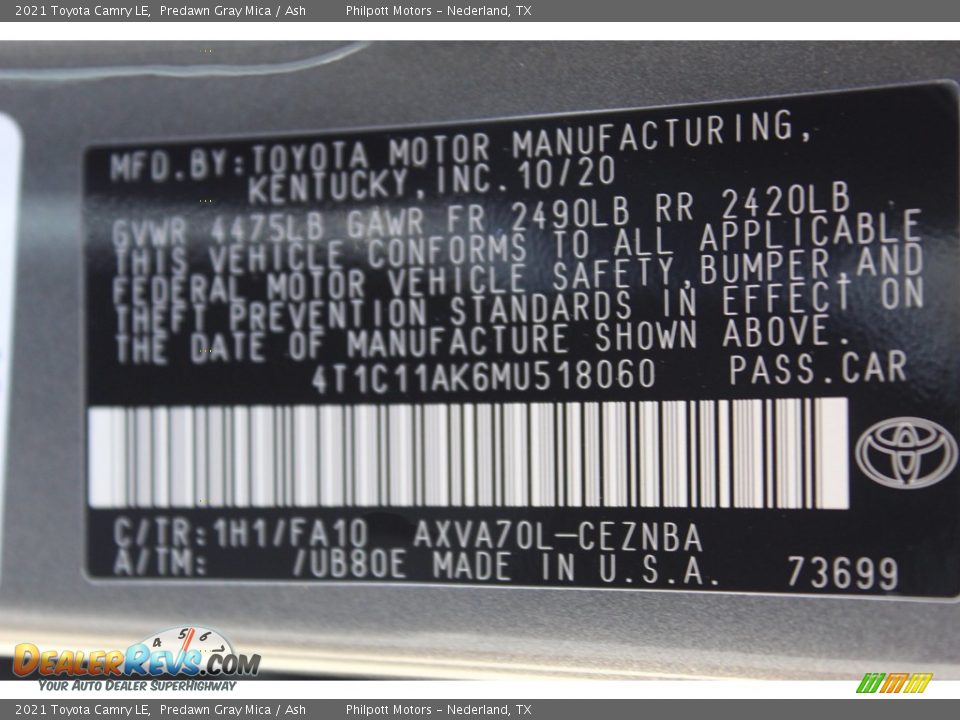 2021 Toyota Camry LE, Predawn Gray Mica / Ash Philpott Motors - Nederland, TX
MFD.BY:TOYOTA MOTOR MANUFACTURING,
KENTUCKY,INC.10/20
GVWR 4475LB GAWR FR 2490LB RR 2420LB
THIS VEHICLE CONFORMS TO ALL APPLICABLE
FEDERAL MOTOR VEHICLE SAFETY,BUMPER,AND
THEFT PREVENTION STANDARDS IN EFFECT ON
THE DATE OF MANUFACTURE SHOWN ABOVE.
4T1C11AK6MU518060 PASS.CAR
C/TR:1H1/FA10 AXVA70L-CEZNBA
A/TM: /UB80E MADE IN U.S.A. 73699
4 5 6 7
DealerRevs.com
Your Auto Dealer SuperHighway
2021 Toyota Camry LE, Predawn Gray Mica / Ash Philpott Motors - Nederland, TX